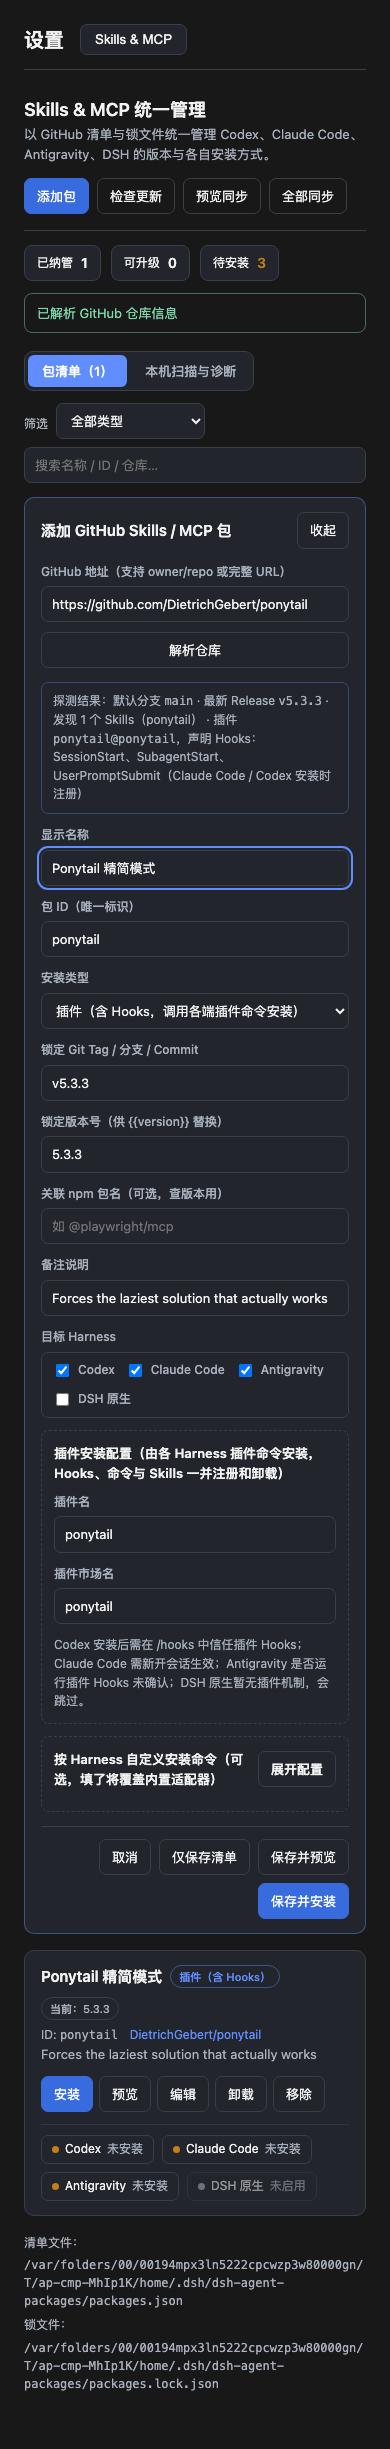 设置 Skills & MCP
Skills & MCP 统一管理
以 GitHub 清单与锁文件统一管理 Codex、Claude Code、
Antigravity、DSH 的版本与各自安装方式。
添加包 检查更新 预览同步 全部同步
已纳管 1 可升级 0 待安装 3
已解析 GitHub 仓库信息
包清单（1） 本机扫描与诊断
筛选 全部类型
搜索名称 / ID / 仓库...
添加 GitHub Skills / MCP 包 收起
GitHub 地址（支持 owner/repo 或完整 URL）
https://github.com/DietrichGebert/ponytail
解析仓库
探测结果：默认分支 main · 最新 Release v5.3.3 ·
发现 1 个 Skills（ponytail） · 插件
ponytail@ponytail，声明 Hooks：
SessionStart、SubagentStart、
UserPromptSubmit（Claude Code / Codex 安装时
注册）
显示名称
Ponytail 精简模式
包 ID（唯一标识）
ponytail
安装类型
插件（含 Hooks，调用各端插件命令安装）
锁定 Git Tag / 分支 / Commit
v5.3.3
锁定版本号（供 {{version}} 替换）
5.3.3
关联 npm 包名（可选，查版本用）
如 @playwright/mcp
备注说明
Forces the laziest solution that actually works
目标 Harness
Codex Claude Code Antigravity
DSH 原生
插件安装配置（由各 Harness 插件命令安装，
Hooks、命令与 Skills 一并注册和卸载）
插件名
ponytail
插件市场名
ponytail
Codex 安装后需在 /hooks 中信任插件 Hooks；
Claude Code 需新开会话生效；Antigravity 是否运
行插件 Hooks 未确认；DSH 原生暂无插件机制，会
跳过。
按 Harness 自定义安装命令（可
选，填了将覆盖内置适配器） 展开配置
取消 仅保存清单 保存并预览
保存并安装
Ponytail 精简模式 插件（含 Hooks）
当前：5.3.3
ID: ponytail DietrichGebert/ponytail
Forces the laziest solution that actually works
安装 预览 编辑 卸载 移除
Codex 未安装 Claude Code 未安装
Antigravity 未安装 DSH 原生 未启用
清单文件：
/var/folders/00/00194mpx3ln5222cpcwzp3w80000gn/
T/ap-cmp-MhIp1K/home/.dsh/dsh-agent-
packages/packages.json
锁文件：
/var/folders/00/00194mpx3ln5222cpcwzp3w80000gn/
T/ap-cmp-MhIp1K/home/.dsh/dsh-agent-
packages/packages.lock.json